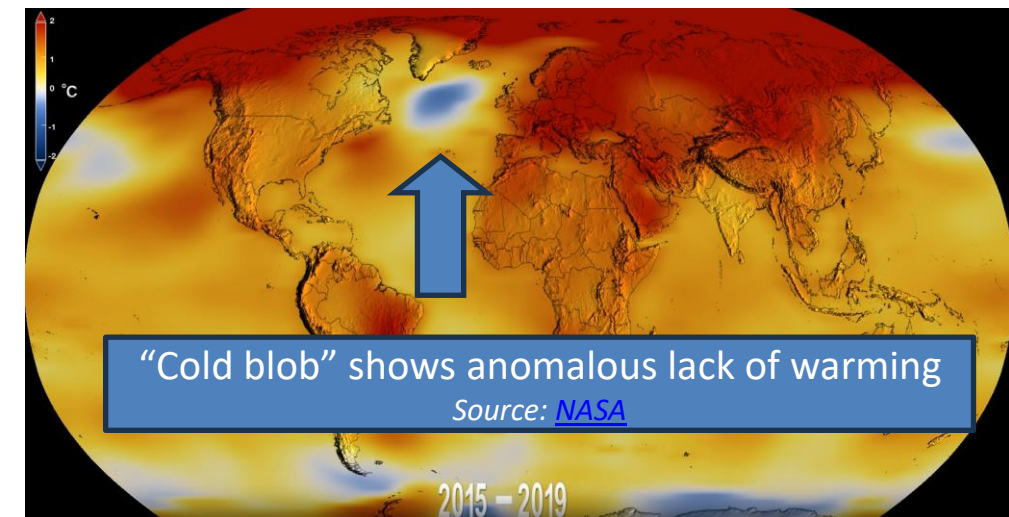 2
1
0 °C
-1
-2
“Cold blob” shows anomalous lack of warming
Source: NASA
2015 – 2019